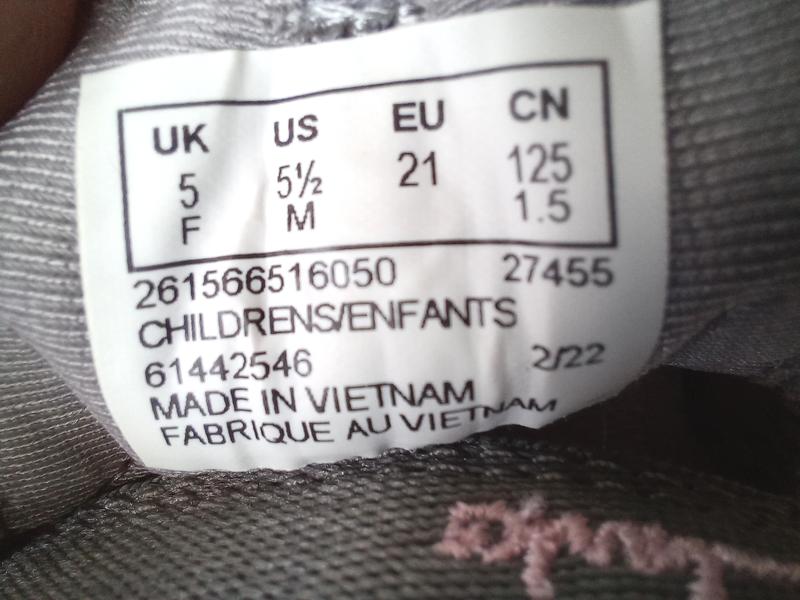 UK US EU CN
5 5½ 21 125
F M 1.5
261566516050 27455
CHILDRENS/ENFANTS
61442546 2/22
MADE IN VIETNAM
FABRIQUE AU VIETNAM